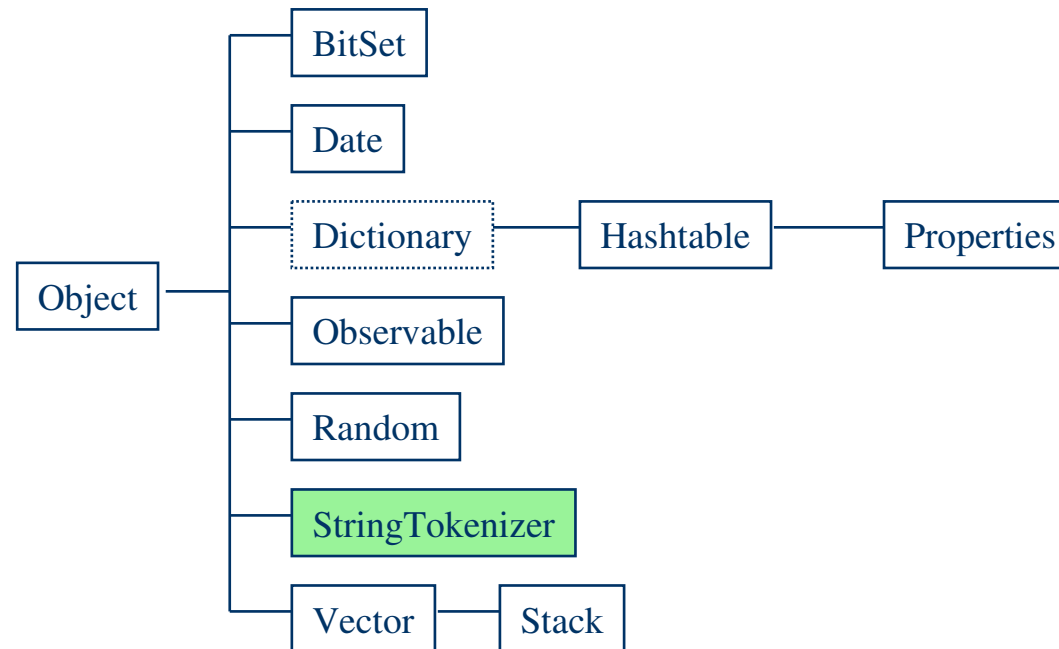 BitSet
Date
Dictionary Hashtable Properties
Object
Observable
Random
StringTokenizer
Vector Stack